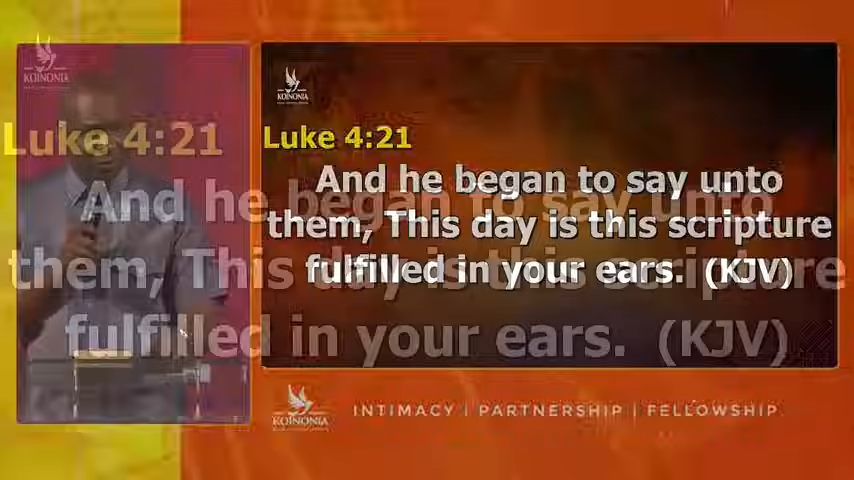 KOINONIA
Luke 4:21
And he began to say unto
them, This day is this scripture
fulfilled in your ears. (KJV)
KOINONIA
Luke 4:21
And he began to say unto
them, This day is this scripture
fulfilled in your ears. (KJV)
KOINONIA
INTIMACY | PARTNERSHIP | FELLOWSHIP